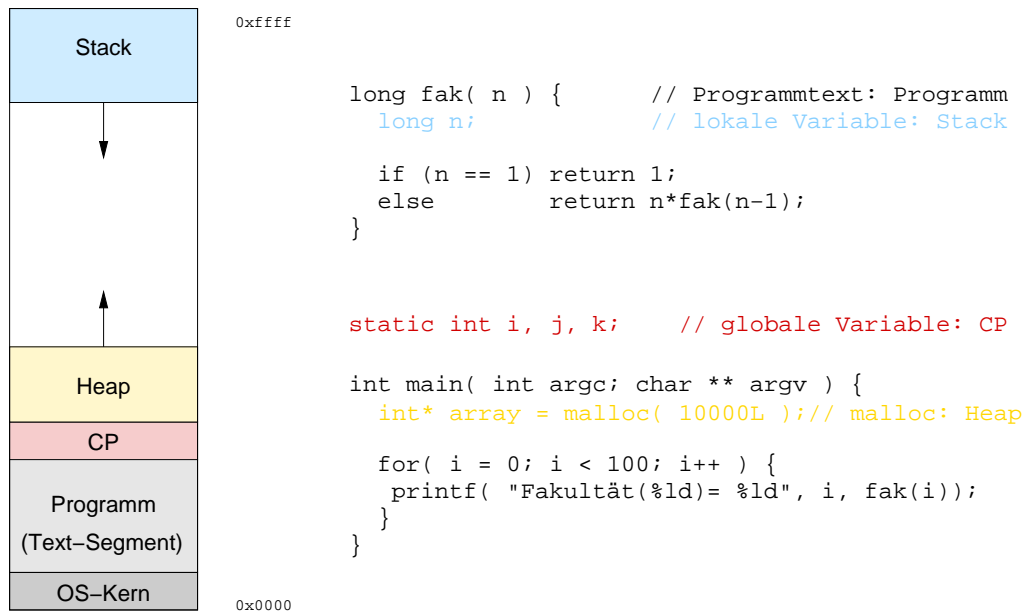 0xffff
Stack
Heap
CP
Programm
(Text-Segment)
OS-Kern
0x0000
long fak( n ) {      // Programmtext: Programm
  long n;            // lokale Variable: Stack
  if (n == 1) return 1;
  else        return n*fak(n-1);
}
static int i, j, k;    // globale Variable: CP
int main( int argc; char ** argv ) {
  int* array = malloc( 10000L );// malloc: Heap
  for( i = 0; i < 100; i++ ) {
   printf( "Fakultät(%ld)= %ld", i, fak(i));
  }
}